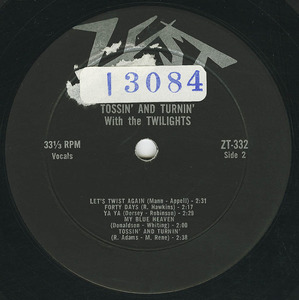 ZEST
13084
TOSSIN' AND TURNIN'
With the TWILIGHTS
33⅓ RPM
Vocals
ZT-332
Side 2
LET'S TWIST AGAIN (Mann - Appell) - 2:31
FORTY DAYS (R. Hawkins) - 2:17
YA YA (Dorsey - Robinson) - 2:26
MY BLUE HEAVEN
(Donaldson - Whiting) - 2:00
TOSSIN' AND TURNIN'
(R. Adams - M. Rene) - 2:38